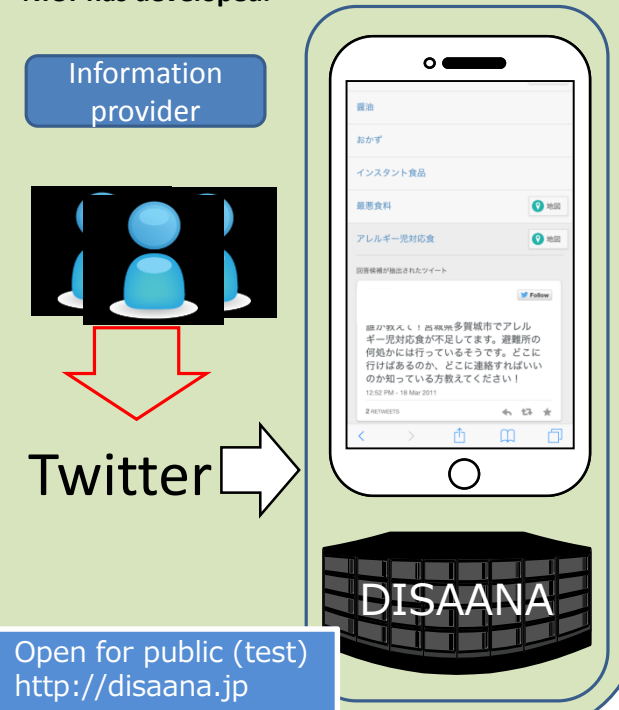 has developed.
Information
provider
醤油
おかず
インスタント食品
最悪食料
地図
アレルギー児対応食
地図
回答候補が抽出されたツイート
Follow
誰か教えて！宮城県多賀城市でアレル
ギー児対応食が不足してます。避難所の
何処かには行っているそうです。どこに
行けばあるのか、どこに連絡すればいい
のか知っている方教えてください！
12:52 PM - 18 Mar 2011
2 RETWEETS
Twitter
DISAANA
Open for public (test)
http://disaana.jp